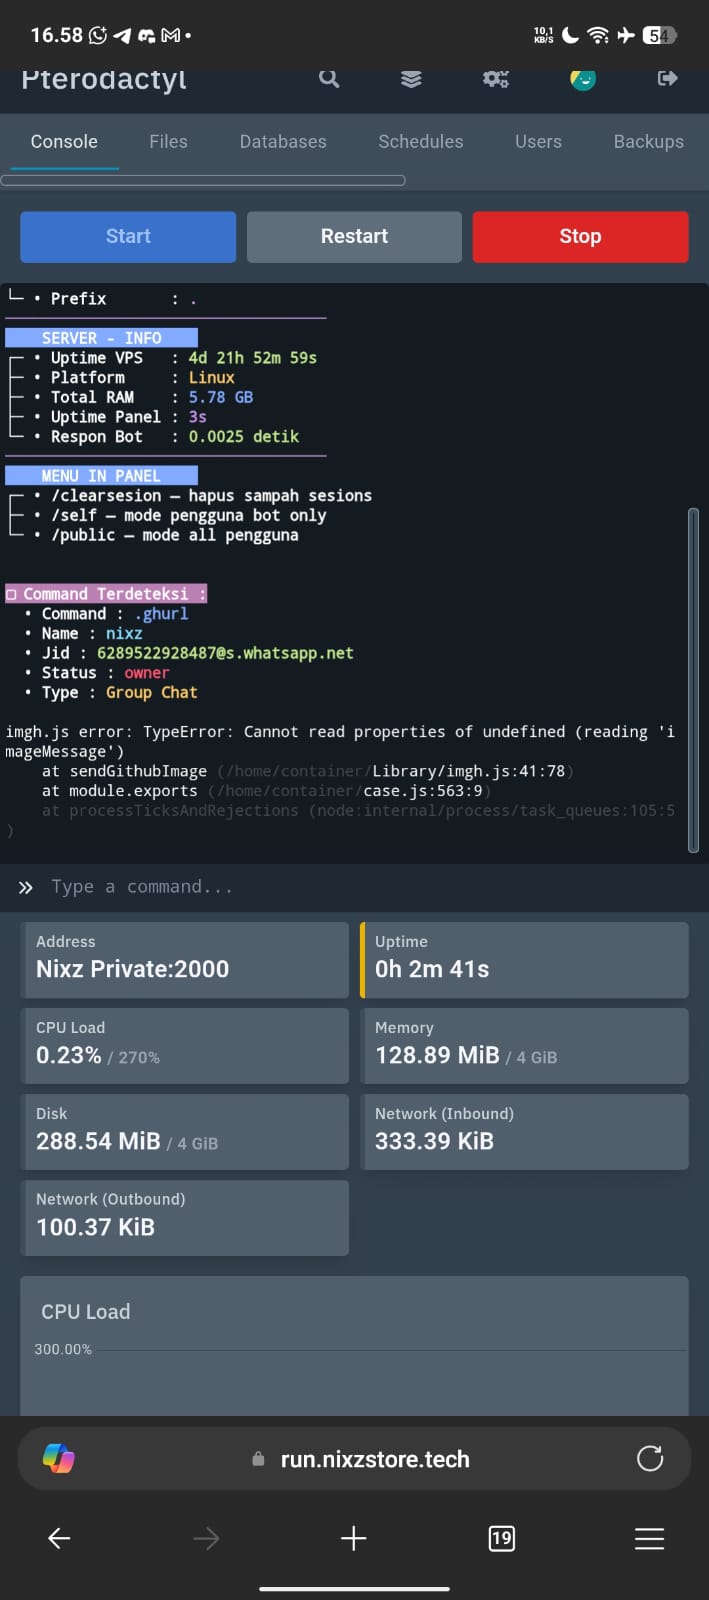 16.58
10,1 KB/S
54
Pterodactyl
Console Files Databases Schedules Users Backups
Start Restart Stop
└─ • Prefix : .
SERVER - INFO
┌─ • Uptime VPS : 4d 21h 52m 59s
├─ • Platform : Linux
├─ • Total RAM : 5.78 GB
├─ • Uptime Panel : 3s
└─ • Respon Bot : 0.0025 detik
MENU IN PANEL
┌─ • /clearsesion — hapus sampah sesions
├─ • /self — mode pengguna bot only
└─ • /public — mode all pengguna
Command Terdeteksi :
• Command : .ghurl
• Name : nixz
• Jid : 6289522928487@s.whatsapp.net
• Status : owner
• Type : Group Chat
imgh.js error: TypeError: Cannot read properties of undefined (reading 'i
mageMessage')
at sendGithubImage (/home/container/Library/imgh.js:41:78)
at module.exports (/home/container/case.js:563:9)
at processTicksAndRejections (node:internal/process/task_queues:105:5
)
» Type a command...
Address
Nixz Private:2000
Uptime
0h 2m 41s
CPU Load
0.23% / 270%
Memory
128.89 MiB / 4 GiB
Disk
288.54 MiB / 4 GiB
Network (Inbound)
333.39 KiB
Network (Outbound)
100.37 KiB
CPU Load
300.00%
run.nixzstore.tech
19